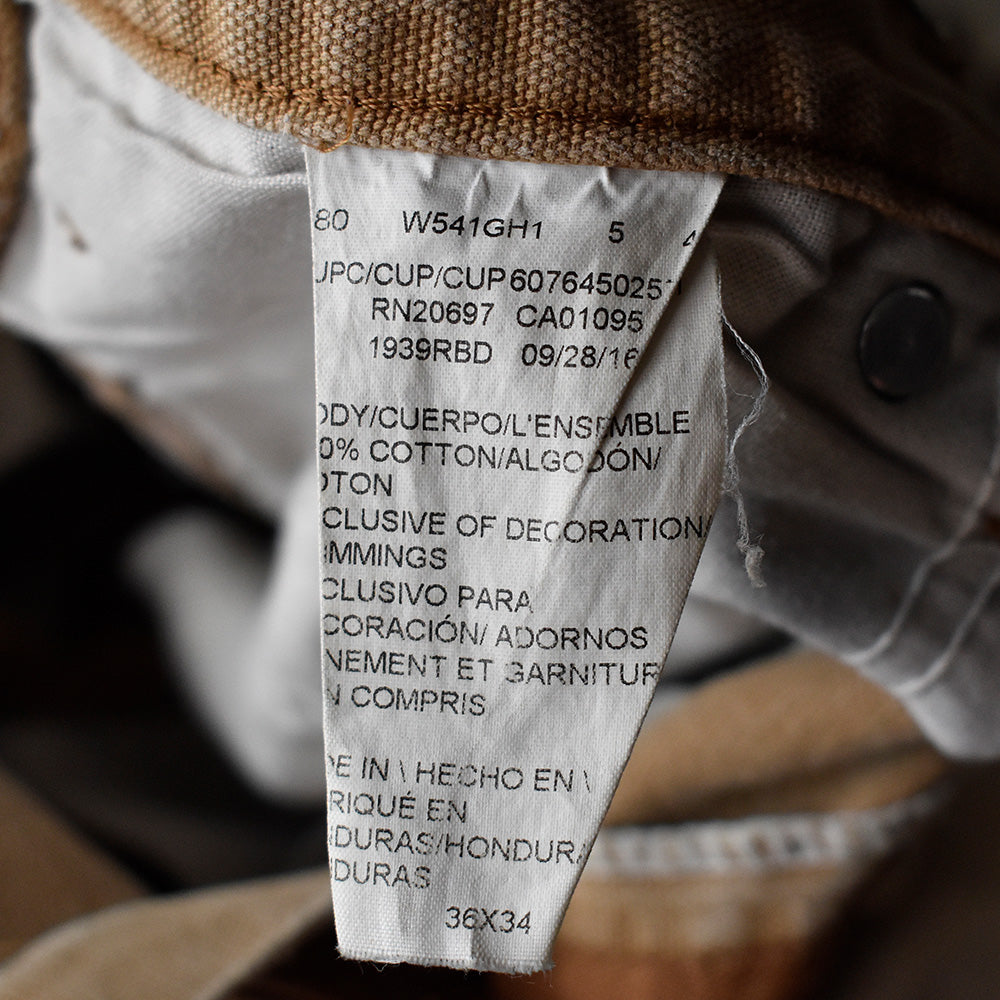 80 W541GH1 5 4
UPC/CUP/CUP 6076450251
RN20697 CA01095
1939RBD 09/28/16
ODY/CUERPO/L'ENSEMBLE
0% COTTON/ALGODÓN/
OTON
CLUSIVE OF DECORATION/
IMMINGS
CLUSIVO PARA
CORACIÓN/ ADORNOS
NEMENT ET GARNITUR
N COMPRIS
DE IN \ HECHO EN \
RIQUÉ EN
NDURAS/HONDURA
DURAS
36X34